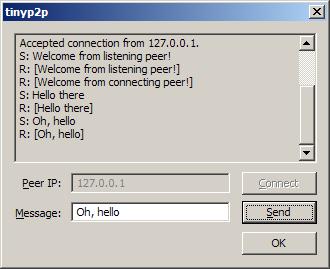 tinyp2p
Accepted connection from 127.0.0.1.
S: Welcome from listening peer!
R: [Welcome from listening peer!]
R: [Welcome from connecting peer!]
S: Hello there
R: [Hello there]
S: Oh, hello
R: [Oh, hello]
Peer IP: 127.0.0.1 Connect
Message: Oh, hello Send
OK